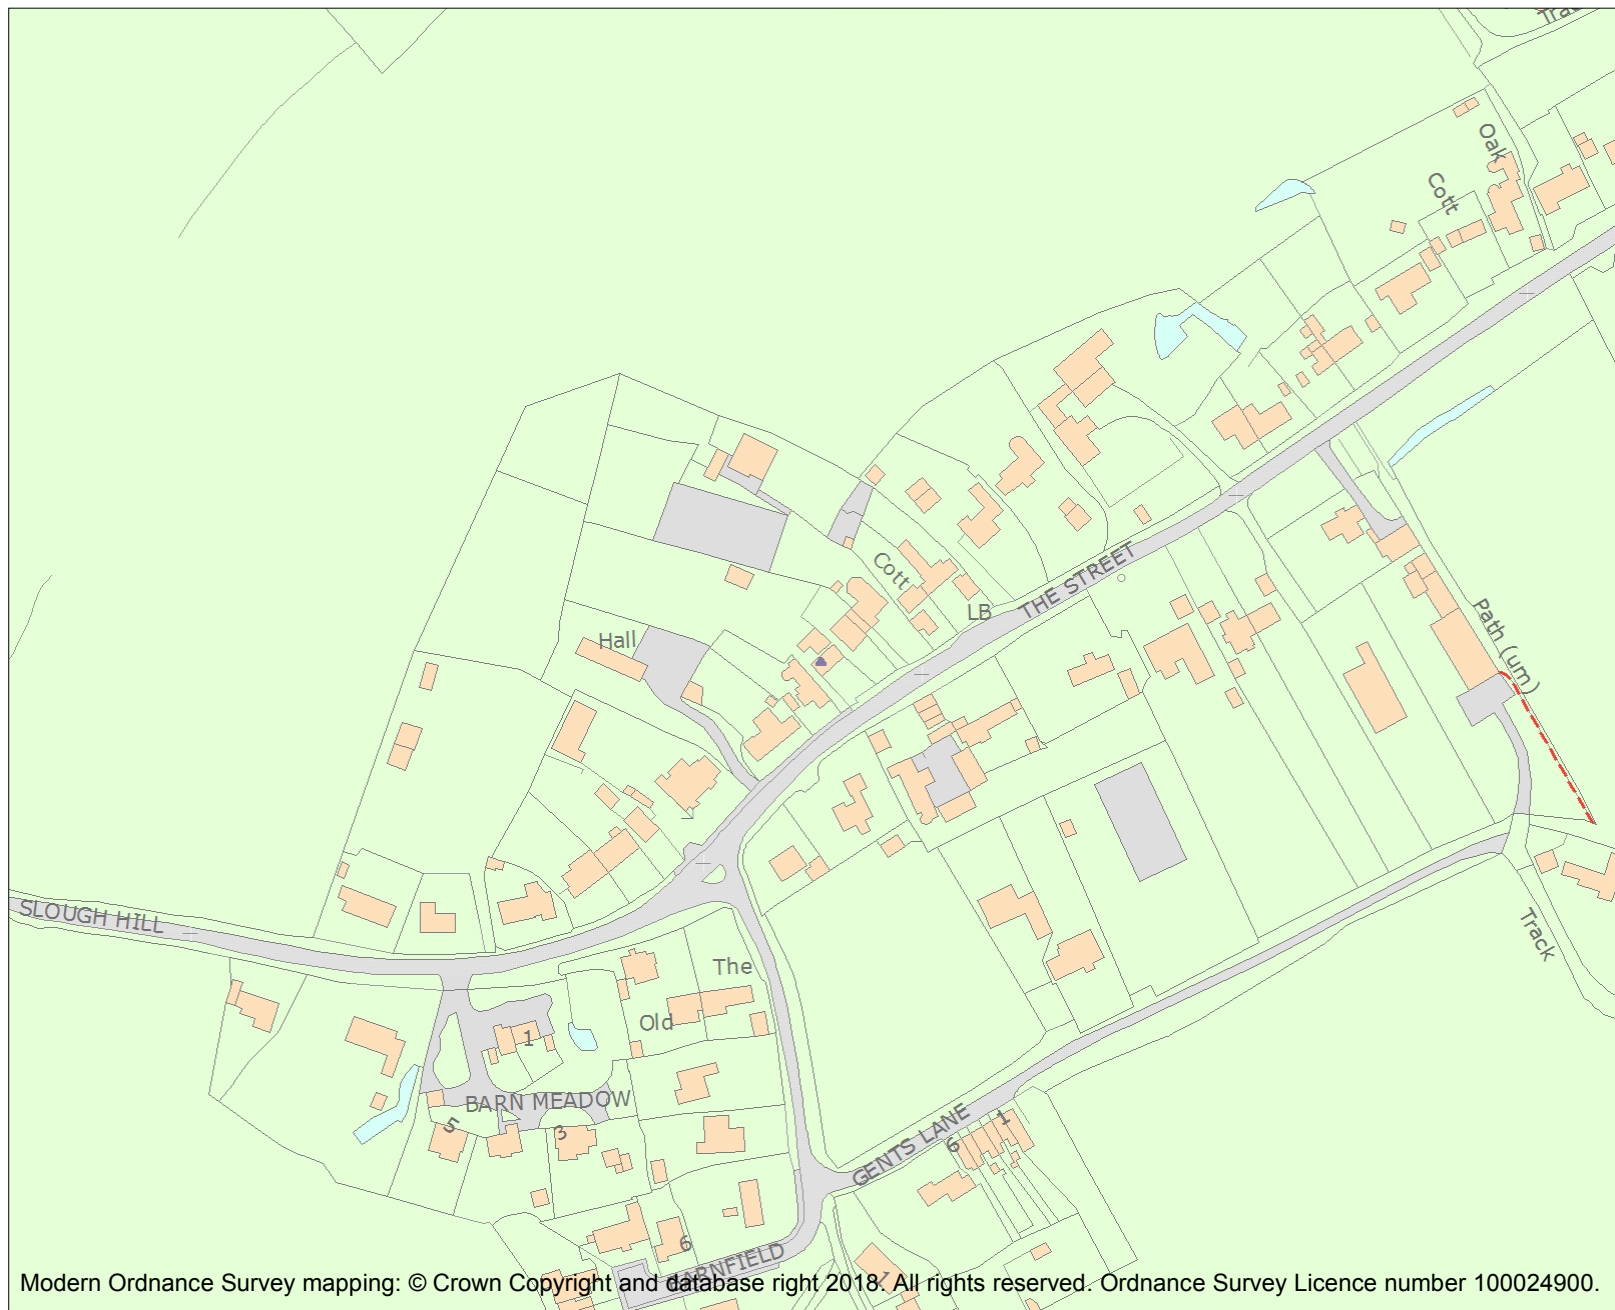 Oak
Cott
Cott
LB
THE STREET
Path (um)
Hall
SLOUGH HILL
Track
The
Old
1
BARN MEADOW
5
3
GENTS LANE
1
6
6
Modern Ordnance Survey mapping: © Crown Copyright and database right 2018. All rights reserved. Ordnance Survey Licence number 100024900.